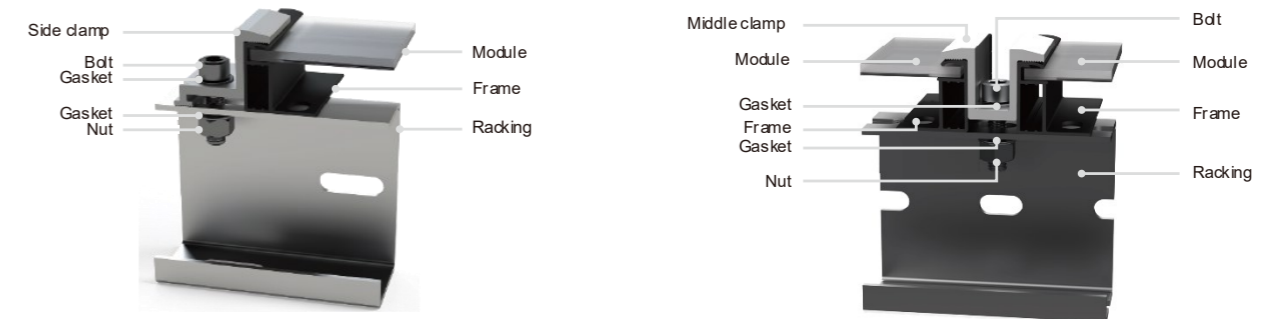 Side clamp
Bolt
Gasket
Gasket
Nut
Module
Frame
Racking
Middle clamp
Module
Gasket
Frame
Gasket
Nut
Bolt
Module
Frame
Racking